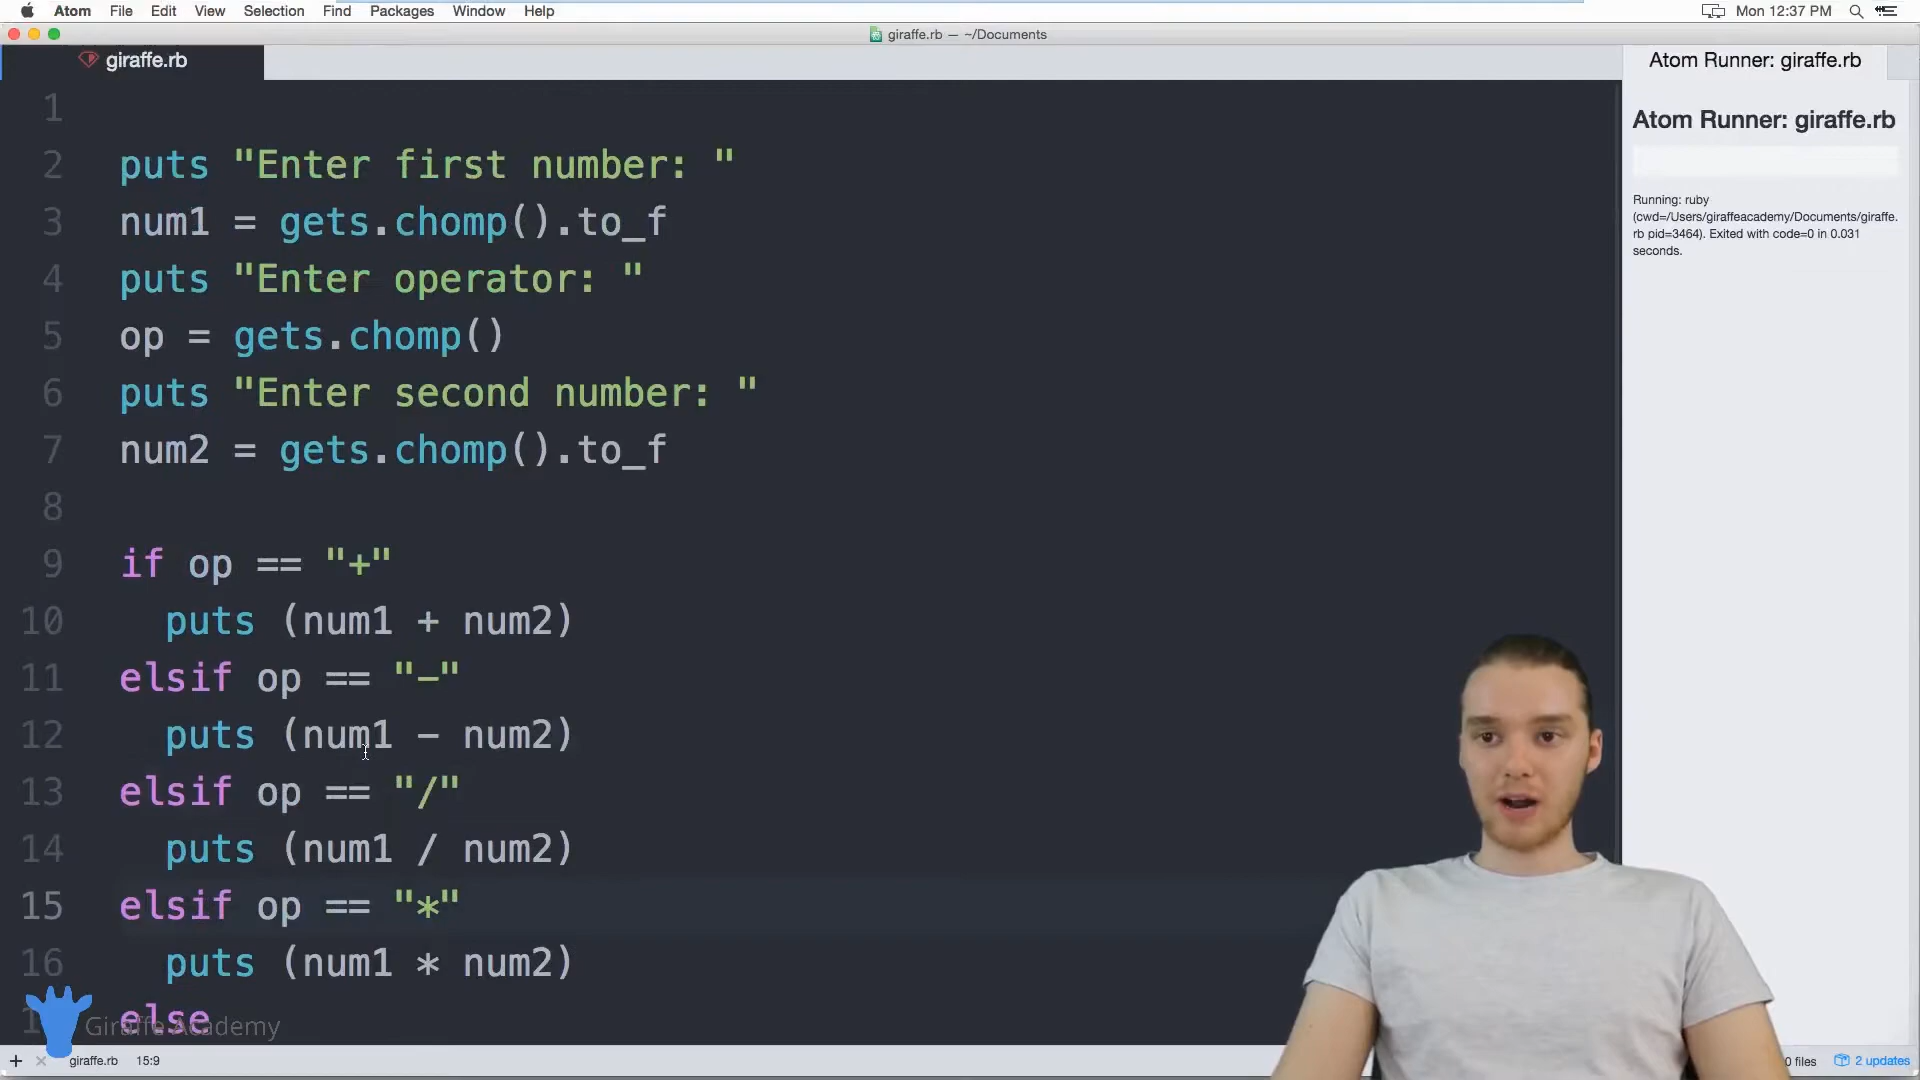 Atom File Edit View Selection Find Packages Window Help Mon 12:37 PM
giraffe.rb — ~/Documents
giraffe.rb
Atom Runner: giraffe.rb
Atom Runner: giraffe.rb
Running: ruby
(cwd=/Users/giraffeacademy/Documents/giraffe.
rb pid=3464). Exited with code=0 in 0.031
seconds.
1
2 puts "Enter first number: "
3 num1 = gets.chomp().to_f
4 puts "Enter operator: "
5 op = gets.chomp()
6 puts "Enter second number: "
7 num2 = gets.chomp().to_f
8
9 if op == "+"
10 puts (num1 + num2)
11 elsif op == "-"
12 puts (num1 - num2)
13 elsif op == "/"
14 puts (num1 / num2)
15 elsif op == "*"
16 puts (num1 * num2)
else
Giraffe Academy
giraffe.rb 15:9
0 files 2 updates